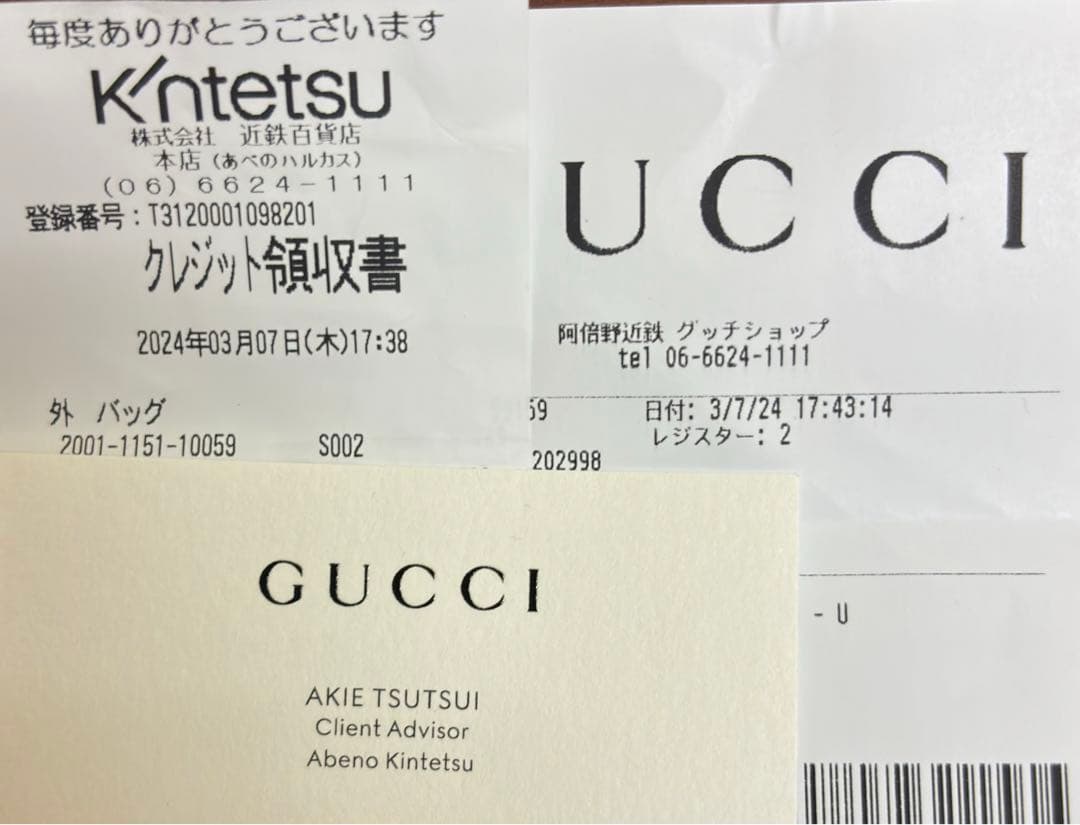 毎度ありがとうございます
Kintetsu
株式会社 近鉄百貨店
本店(あべのハルカス)
(06)6624-1111
登録番号:T3120001098201
クレジット領収書
2024年03月07日(木)17:38
外 バッグ
2001-1151-10059 S002
UCCI
阿倍野近鉄 グッチショップ
tel 06-6624-1111
59 日付: 3/7/24 17:43:14
レジスター: 2
202998
- U
GUCCI
AKIE TSUTSUI
Client Advisor
Abeno Kintetsu